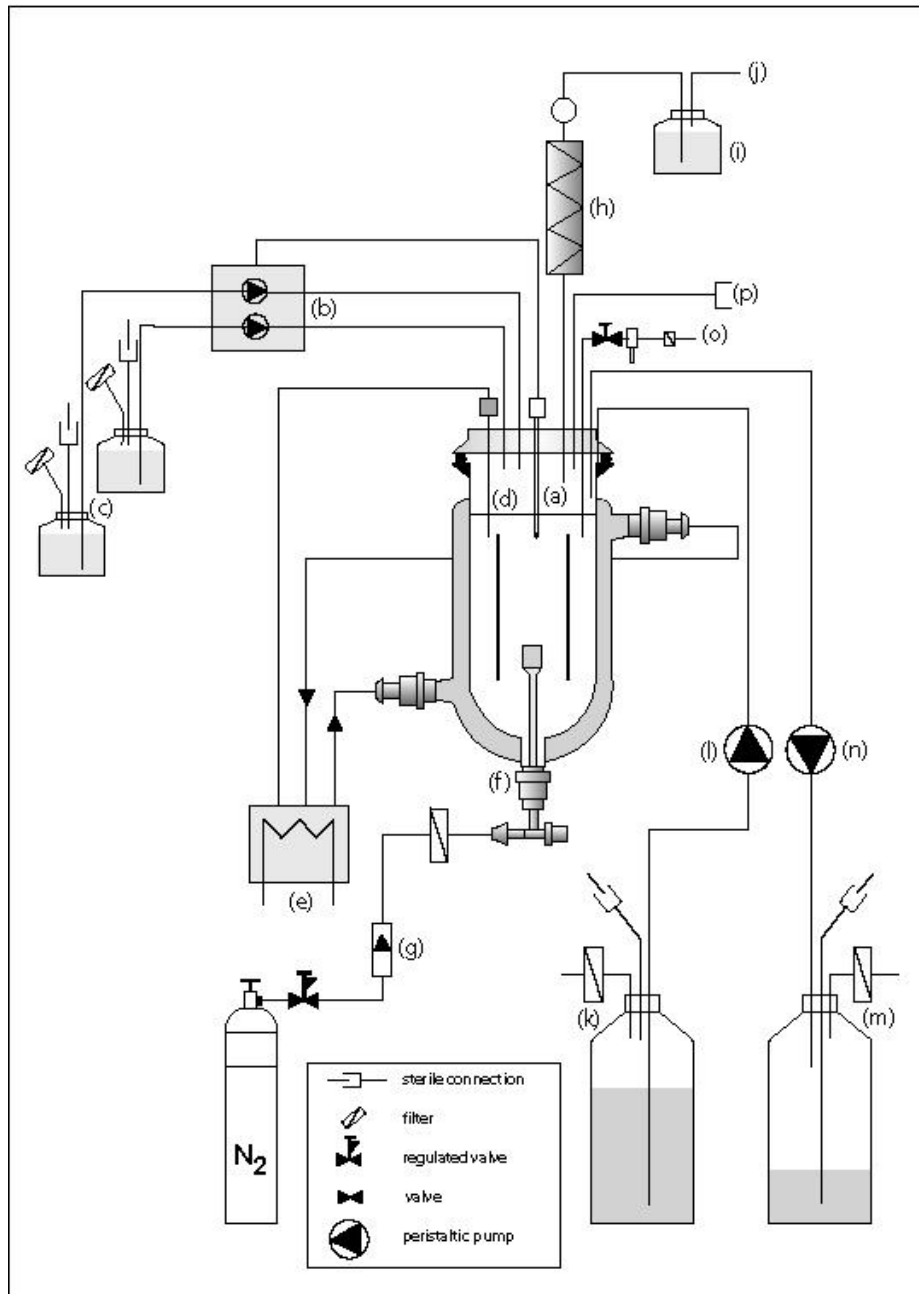 (j)
(i)
(h)
(b)
(p)
(o)
(c)
(d)
(a)
(l)
(n)
(f)
(e)
(g)
(k)
(m)
N2
sterile connection
filter
regulated valve
valve
peristaltic pump